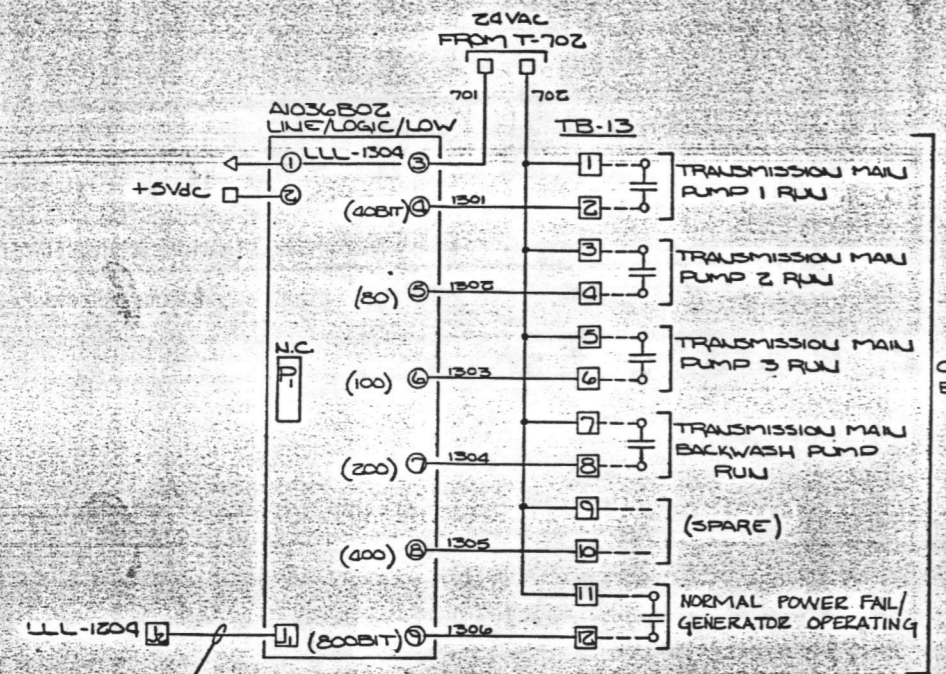 24VAC
FROM T-702
701
702
A1036B02
LINE/LOGIC/LOW
TB-13
1 LLL-1304 3
1
TRANSMISSION MAIN
PUMP 1 RUN
+5Vdc
2
(40BIT) 4 1301
2
3
TRANSMISSION MAIN
PUMP 2 RUN
(80) 5 1302
4
N.C.
P-1
5
TRANSMISSION MAIN
PUMP 3 RUN
(100) 6 1303
6
7
TRANSMISSION MAIN
BACKWASH PUMP
RUN
(200) 7 1304
8
9
(SPARE)
(400) 8 1305
10
11
NORMAL POWER FAIL/
GENERATOR OPERATING
LLL-1204 J2
J1
(800BIT) 9 1306
12